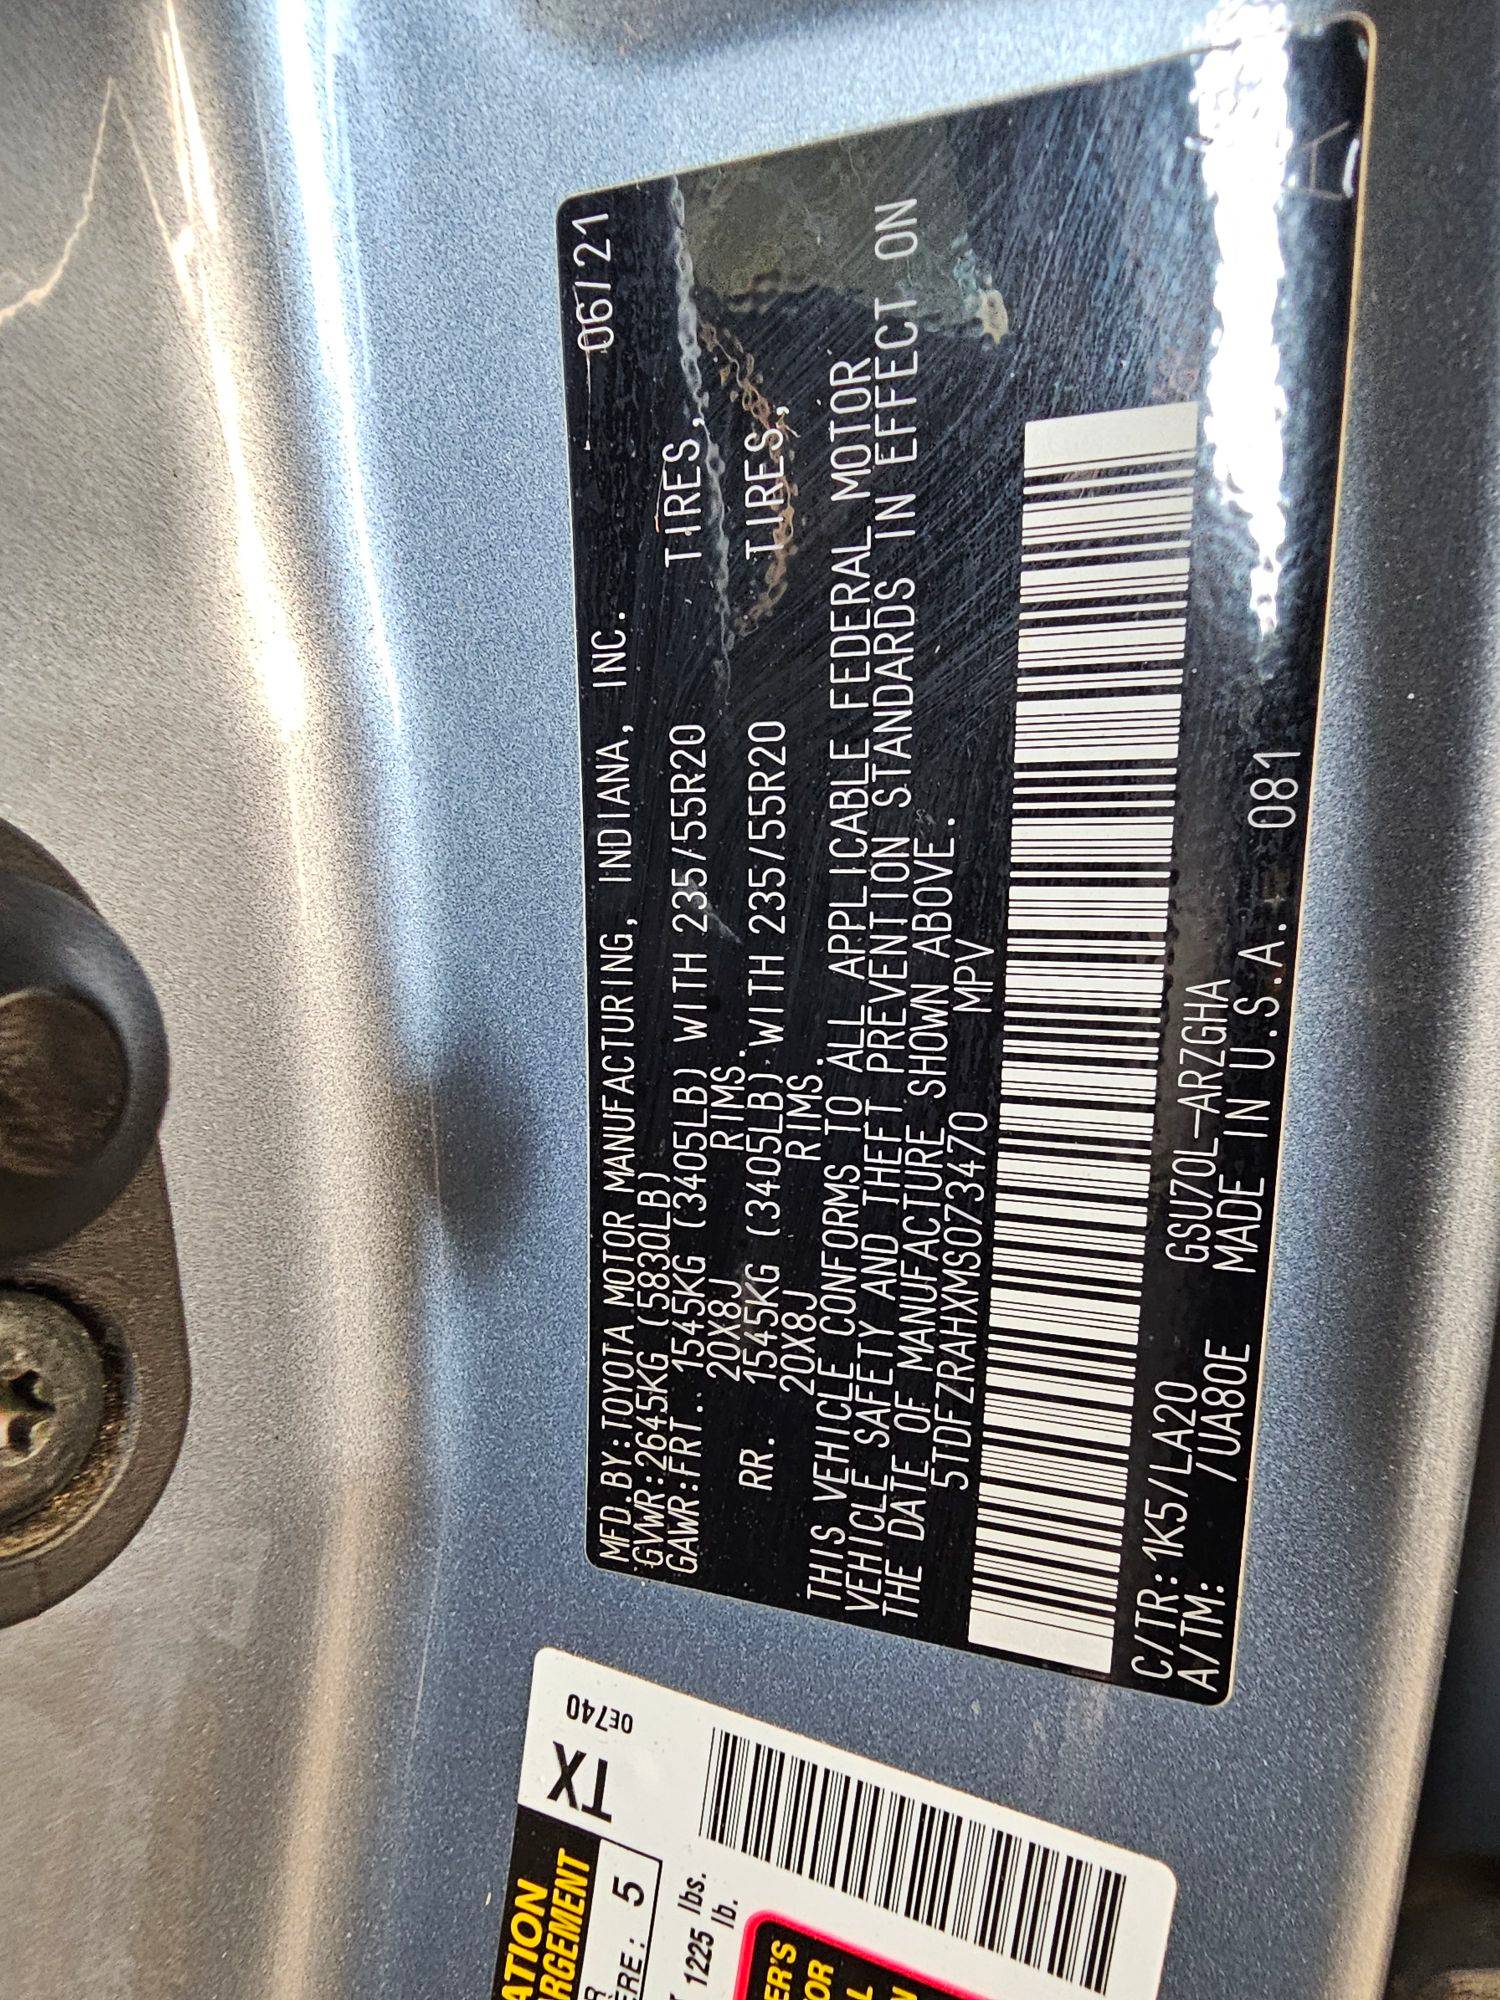 MFD.BY:TOYOTA MOTOR MANUFACTURING, INDIANA, INC. 06/21
GVWR:2645KG (5830LB)
GAWR:FRT. 1545KG (3405LB) WITH 235/55R20 TIRES,
20X8J RIMS.
RR. 1545KG (3405LB) WITH 235/55R20 TIRES,
20X8J RIMS.
THIS VEHICLE CONFORMS TO ALL APPLICABLE FEDERAL MOTOR
VEHICLE SAFETY AND THEFT PREVENTION STANDARDS IN EFFECT ON
THE DATE OF MANUFACTURE SHOWN ABOVE.
5TDFZRAHXMS073470 MPV
C/TR:1K5/LA20 GSU70L-ARZGHA
A/TM: /UA80E MADE IN U.S.A. 081
TX
0E740
5
1225 lbs.
lb.